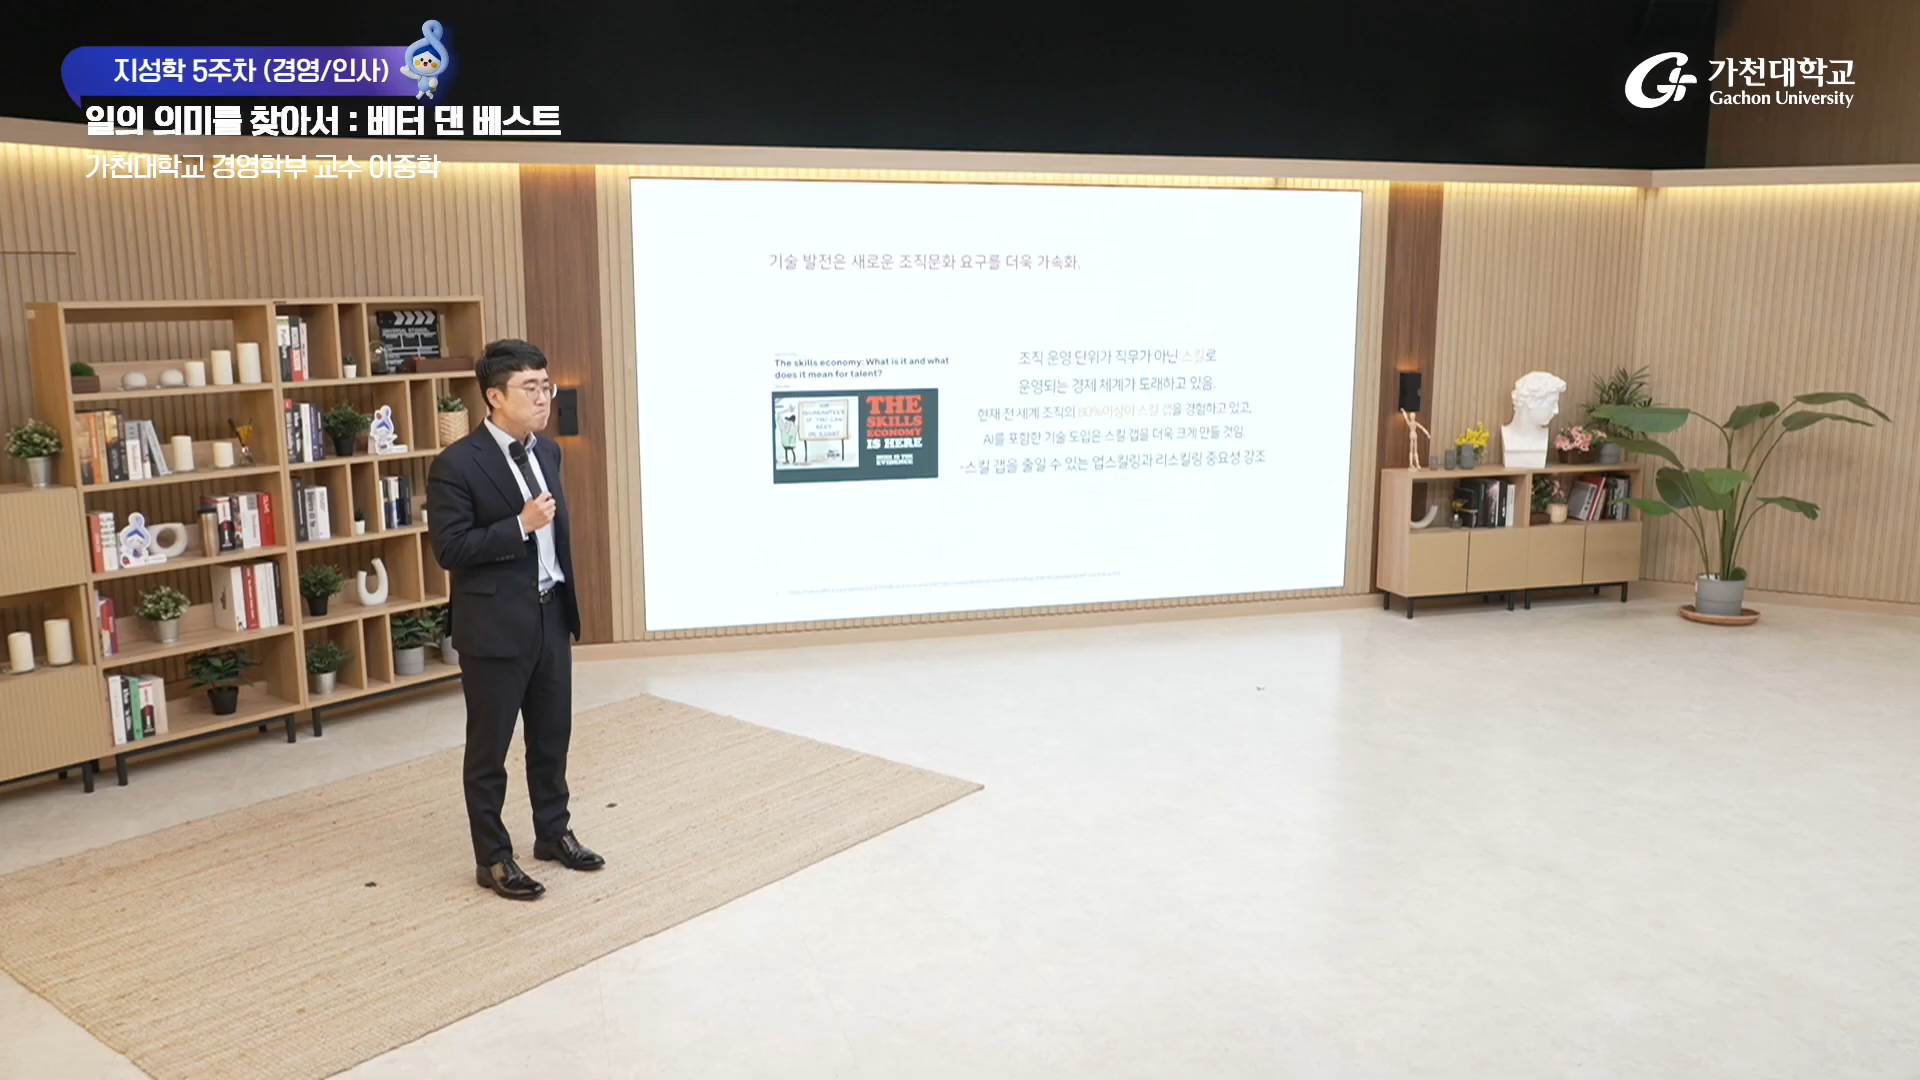 지성학 5주차 (경영/인사)
일의 의미를 찾아서 : 베터 댄 베스트
가천대학교 경영학부 교수 이중학
가천대학교
Gachon University
기술 발전은 새로운 조직문화 요구를 더욱 가속화.
The skills economy: What is it and what
does it mean for talent?
THE
SKILLS
ECONOMY
IS HERE
HERE IS THE
EVIDENCE
조직 운영 단위가 직무가 아닌 스킬로
운영되는 경제 체계가 도래하고 있음.
현재 전 세계 조직의 80%이상이 스킬 갭을 경험하고 있고,
AI를 포함한 기술 도입은 스킬 갭을 더욱 크게 만들 것임.
-스킬 갭을 줄일 수 있는 업스킬링과 리스킬링 중요성 강조